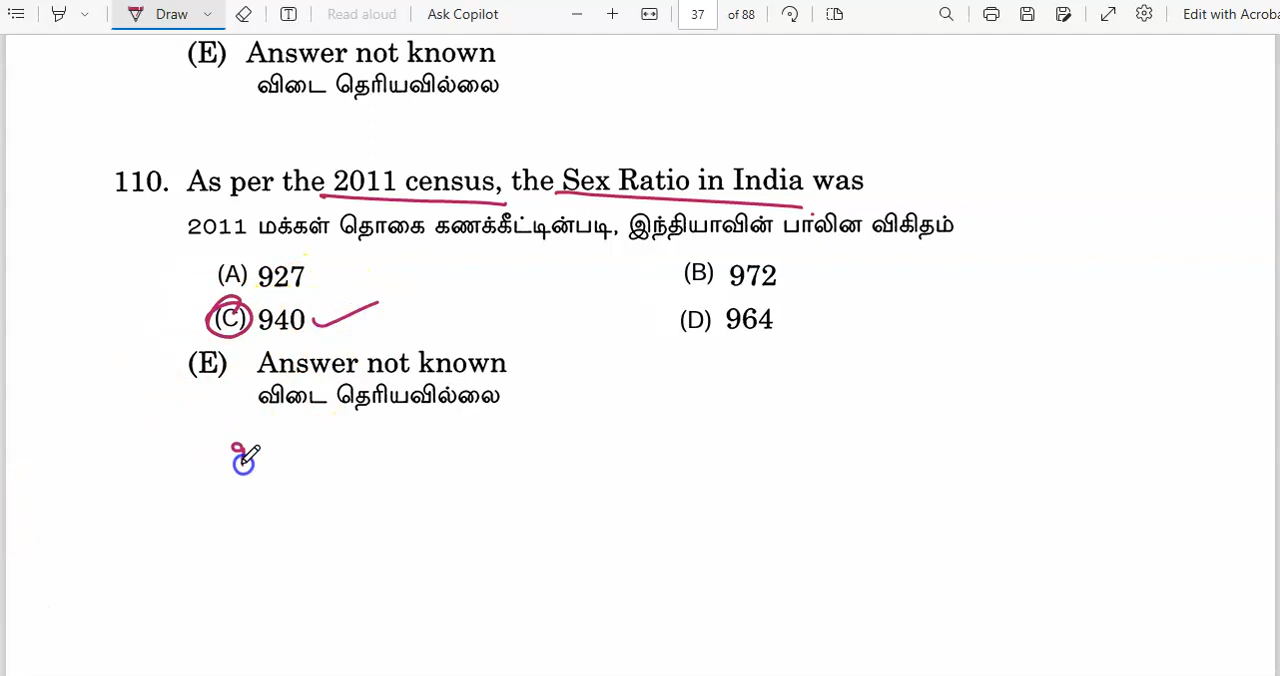 Draw
Read aloud
Ask Copilot
37 of 88
Edit with Acroba
(E) Answer not known
விடை தெரியவில்லை
110. As per the 2011 census, the Sex Ratio in India was
2011 மக்கள் தொகை கணக்கீட்டின்படி, இந்தியாவின் பாலின விகிதம்
(A) 927 (B) 972
(C) 940 (D) 964
(E) Answer not known
விடை தெரியவில்லை